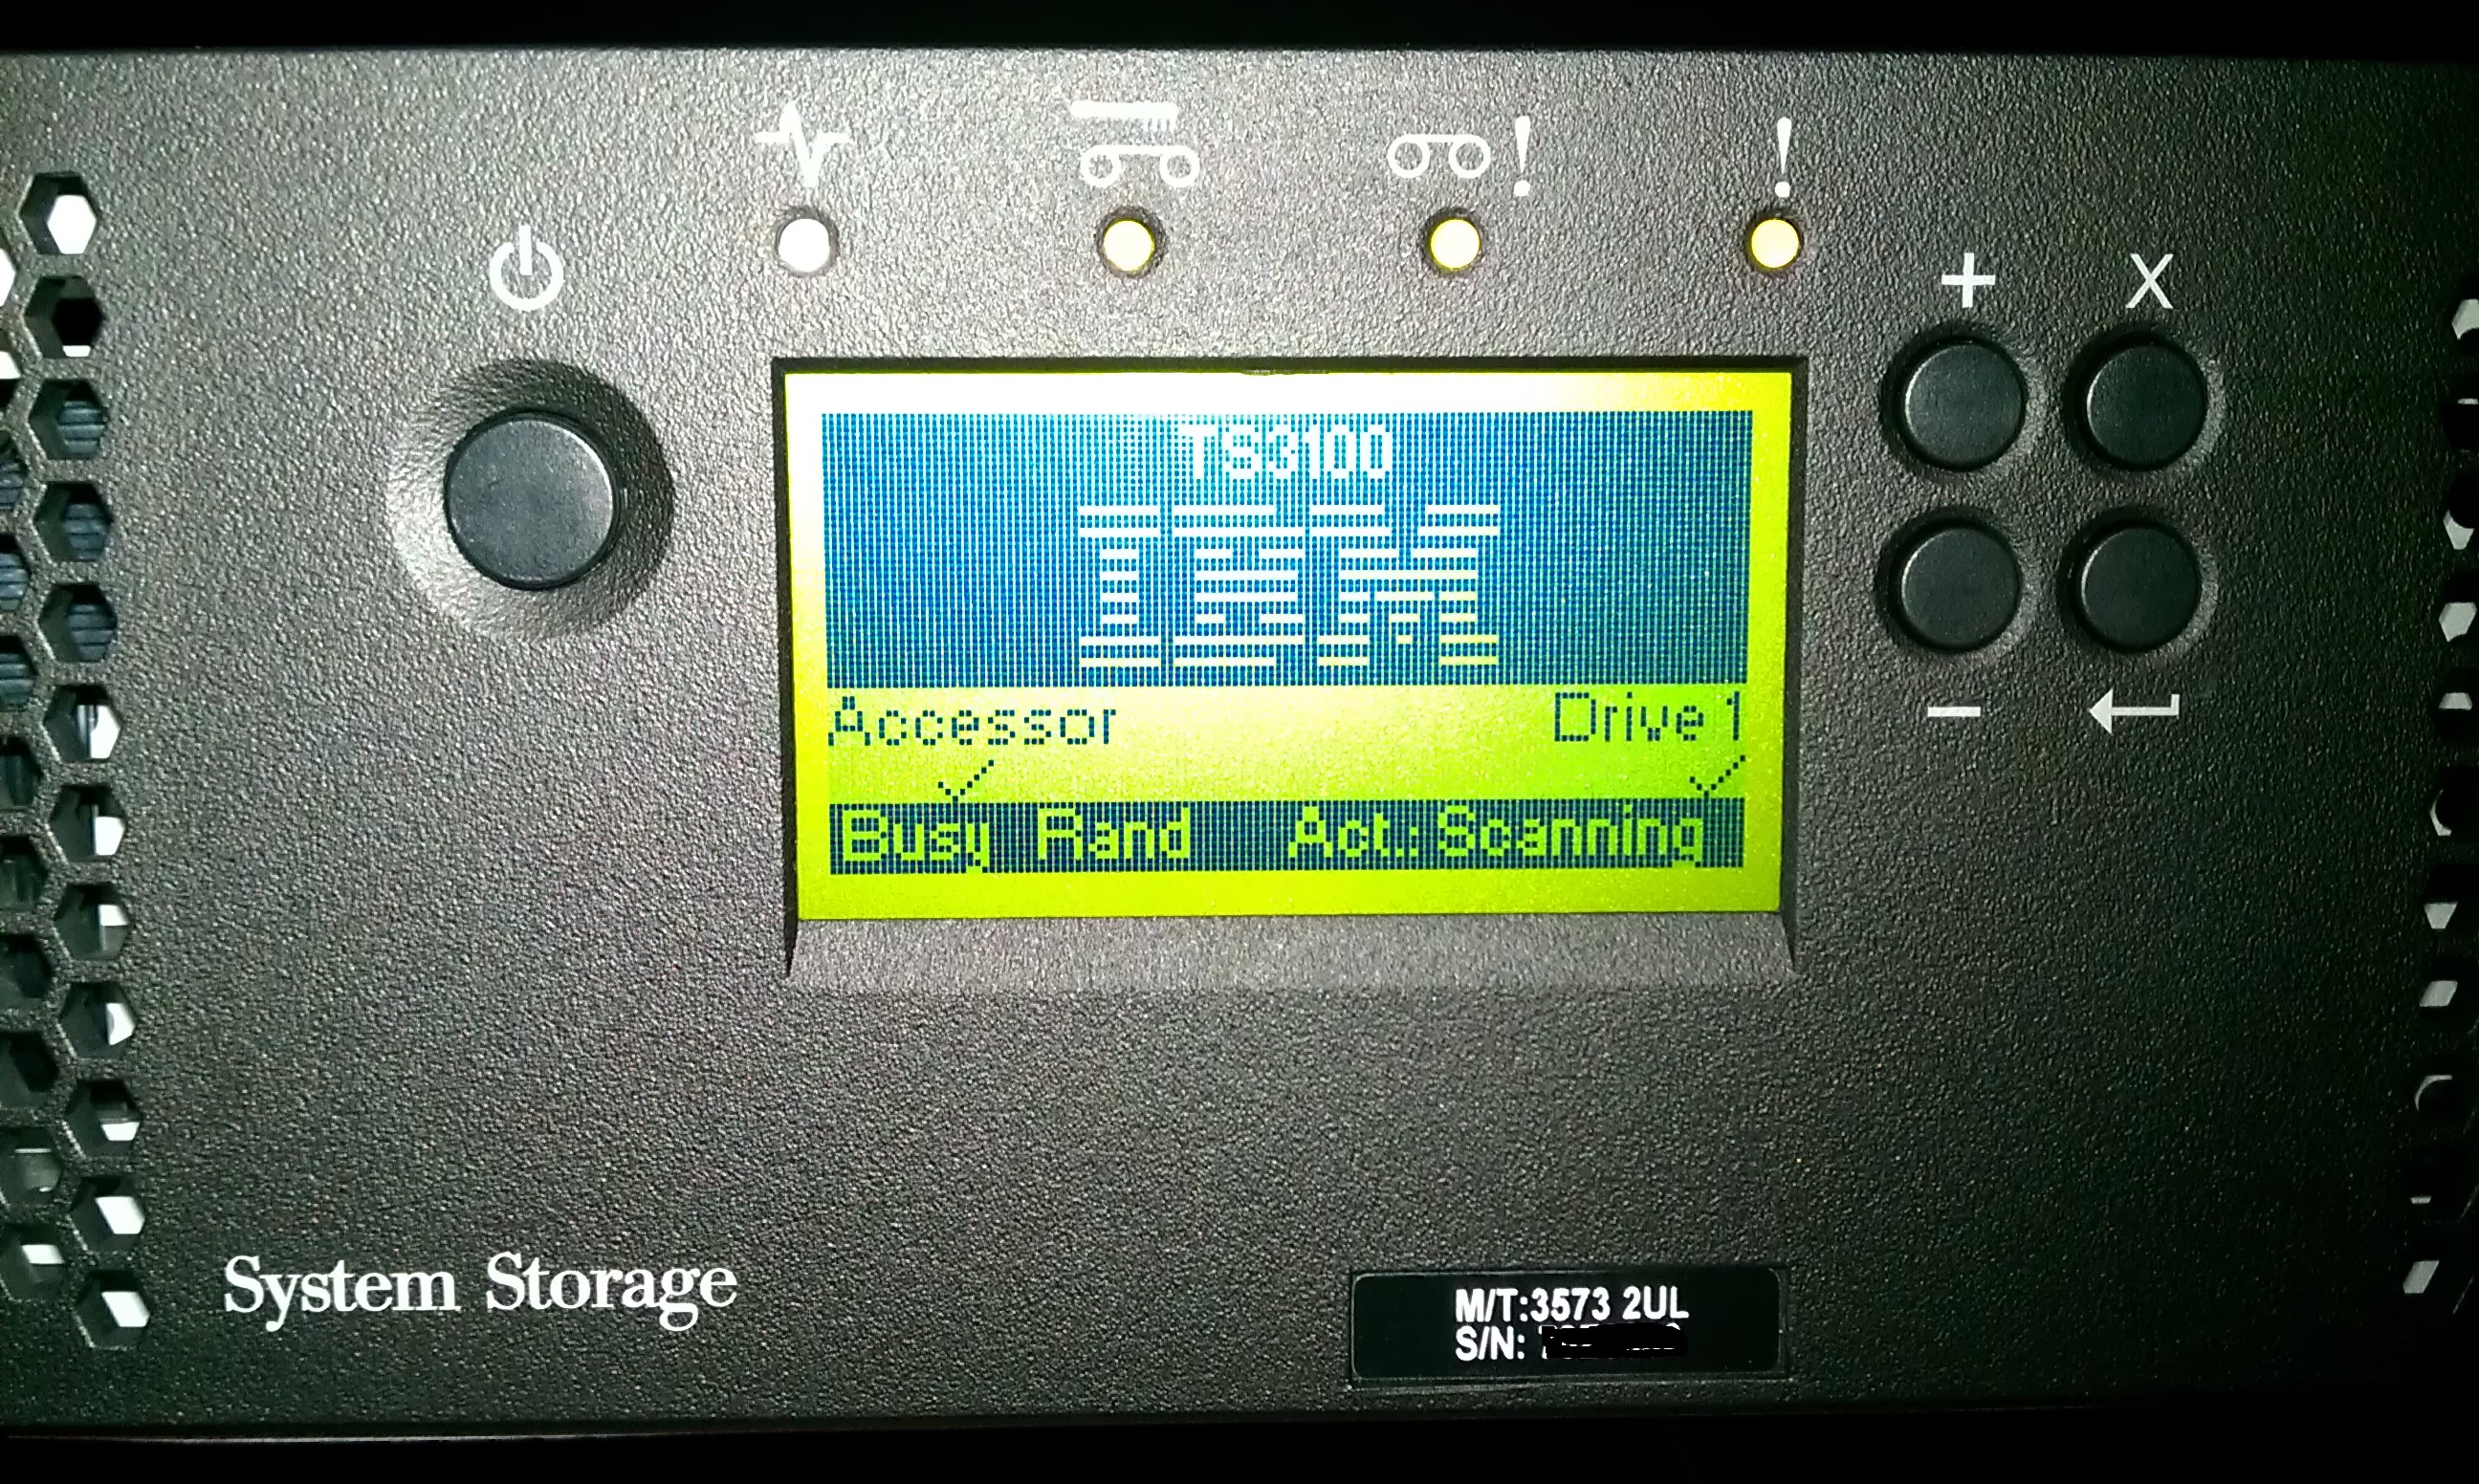 TS3100
IBM
Accessor Drive 1
Busy Rand Act.: Scanning
System Storage
M/T:3573 2UL
S/N: